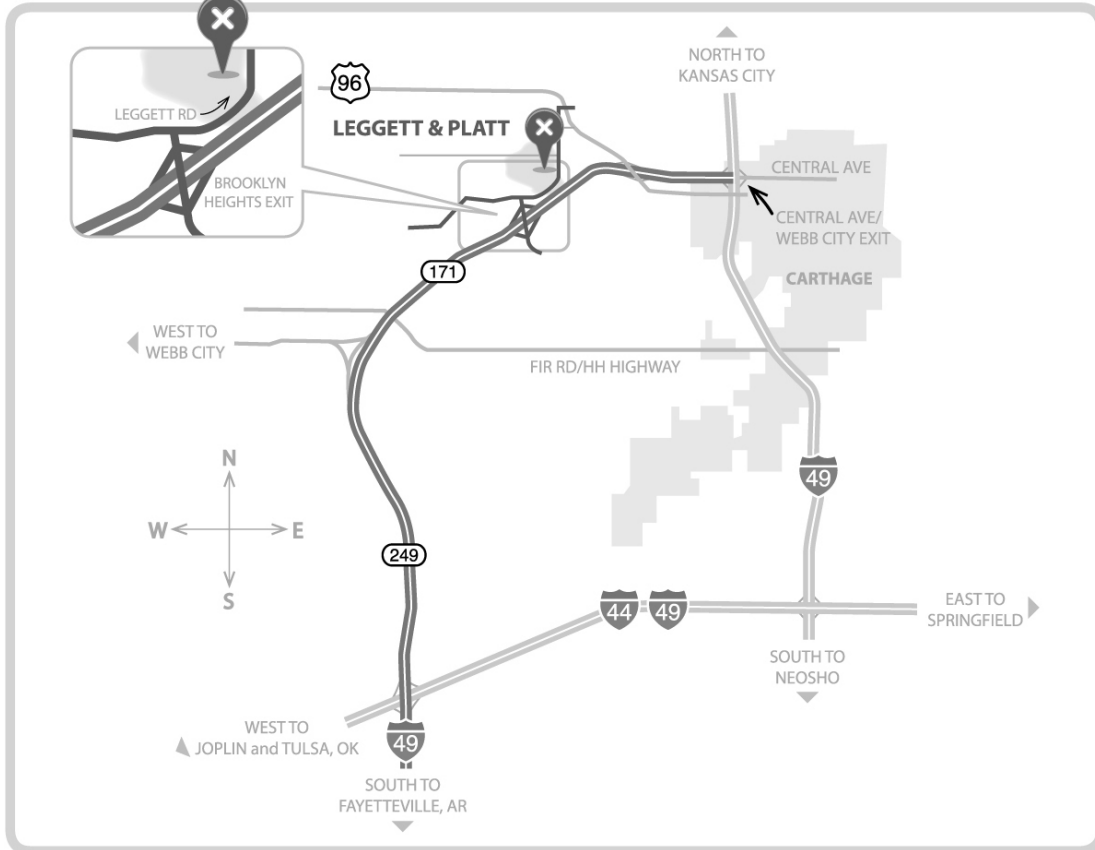 96
NORTH TO
KANSAS CITY
LEGGETT RD
LEGGETT & PLATT
BROOKLYN
HEIGHTS EXIT
CENTRAL AVE
CENTRAL AVE/
WEBB CITY EXIT
171
CARTHAGE
WEST TO
WEBB CITY
FIR RD/HH HIGHWAY
N
W
E
S
49
249
44
49
EAST TO
SPRINGFIELD
SOUTH TO
NEOSHO
WEST TO
JOPLIN and TULSA, OK
49
SOUTH TO
FAYETTEVILLE, AR